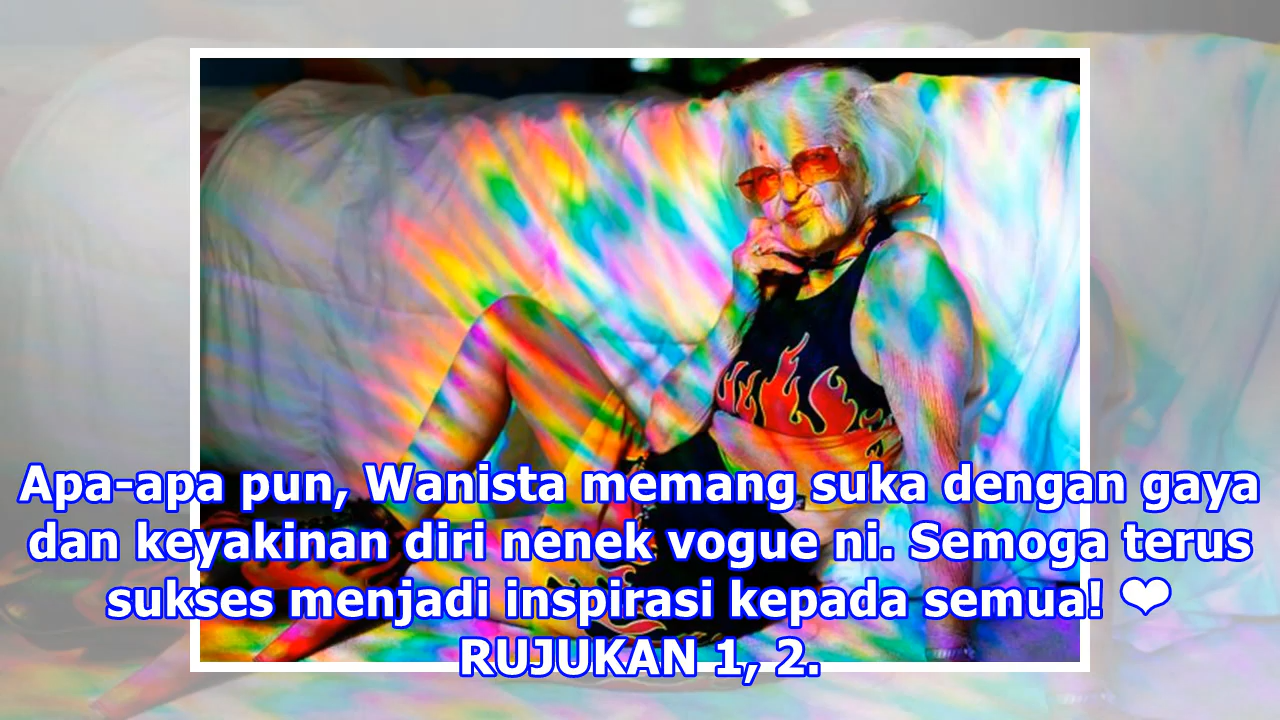 Apa-apa pun, Wanista memang suka dengan gaya
dan keyakinan diri nenek vogue ni. Semoga terus
sukses menjadi inspirasi kepada semua! ❤
RUJUKAN 1, 2.